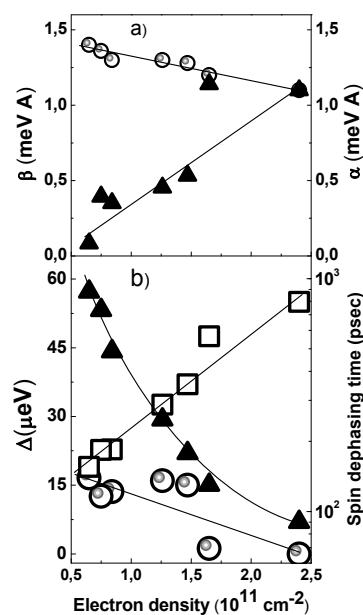 a)
β (meV A)
1,5
1,0
0,5
0,0
α (meV A)
1,5
1,0
0,5
0,0
b)
Δ(μeV)
60
45
30
15
0
Spin dephasing time (psec)
10³
10²
0,5 1,0 1,5 2,0 2,5
Electron density (10¹¹ cm⁻²)